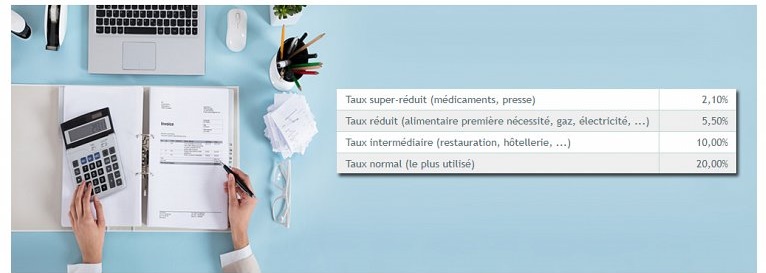 Invoice
Taux super-réduit (médicaments, presse) 2,10%
Taux réduit (alimentaire première nécessité, gaz, électricité, ...) 5,50%
Taux intermédiaire (restauration, hôtellerie, ...) 10,00%
Taux normal (le plus utilisé) 20,00%